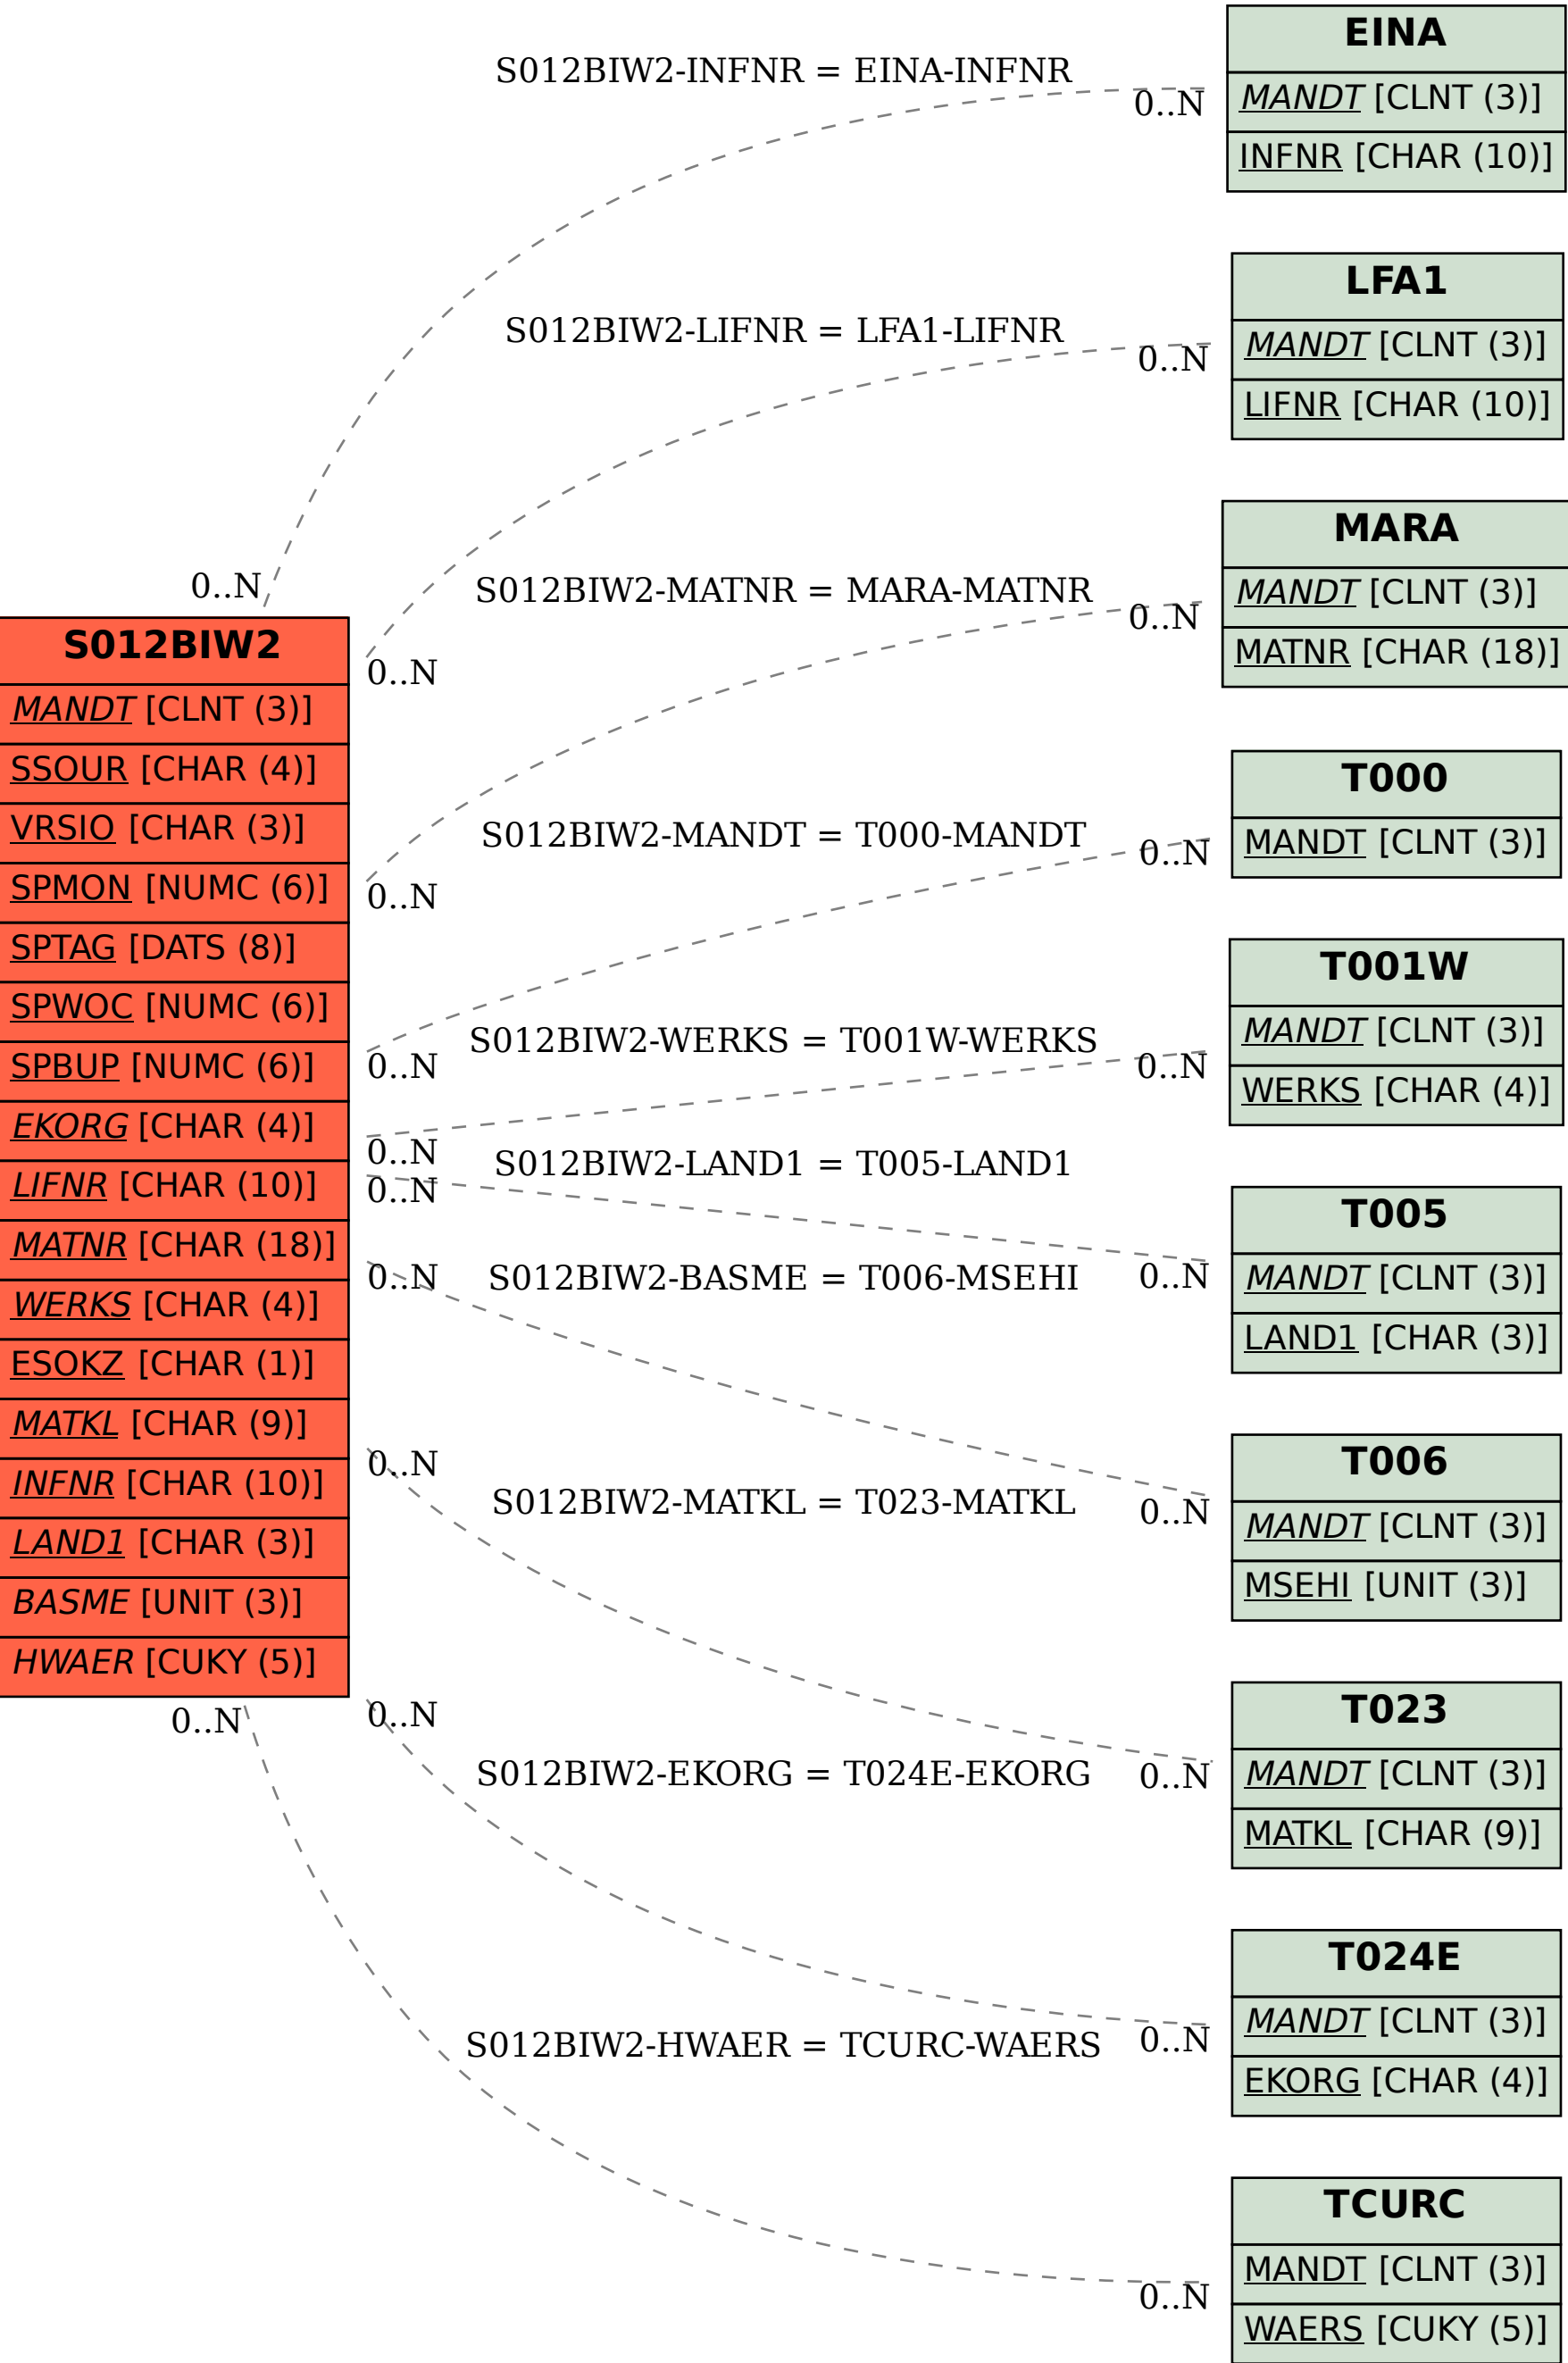 S012BIW2
MANDT [CLNT (3)]
SSOUR [CHAR (4)]
VRSIO [CHAR (3)]
SPMON [NUMC (6)]
SPTAG [DATS (8)]
SPWOC [NUMC (6)]
SPBUP [NUMC (6)]
EKORG [CHAR (4)]
LIFNR [CHAR (10)]
MATNR [CHAR (18)]
WERKS [CHAR (4)]
ESOKZ [CHAR (1)]
MATKL [CHAR (9)]
INFNR [CHAR (10)]
LAND1 [CHAR (3)]
BASME [UNIT (3)]
HWAER [CUKY (5)]
S012BIW2-INFNR = EINA-INFNR
0..N
0..N
S012BIW2-LIFNR = LFA1-LIFNR
0..N
0..N
S012BIW2-MATNR = MARA-MATNR
0..N
0..N
S012BIW2-MANDT = T000-MANDT
0..N
0..N
S012BIW2-WERKS = T001W-WERKS
0..N
0..N
S012BIW2-LAND1 = T005-LAND1
0..N
0..N
S012BIW2-BASME = T006-MSEHI
0..N
0..N
S012BIW2-MATKL = T023-MATKL
0..N
0..N
S012BIW2-EKORG = T024E-EKORG
0..N
0..N
S012BIW2-HWAER = TCURC-WAERS
0..N
0..N
EINA
MANDT [CLNT (3)]
INFNR [CHAR (10)]
LFA1
MANDT [CLNT (3)]
LIFNR [CHAR (10)]
MARA
MANDT [CLNT (3)]
MATNR [CHAR (18)]
T000
MANDT [CLNT (3)]
T001W
MANDT [CLNT (3)]
WERKS [CHAR (4)]
T005
MANDT [CLNT (3)]
LAND1 [CHAR (3)]
T006
MANDT [CLNT (3)]
MSEHI [UNIT (3)]
T023
MANDT [CLNT (3)]
MATKL [CHAR (9)]
T024E
MANDT [CLNT (3)]
EKORG [CHAR (4)]
TCURC
MANDT [CLNT (3)]
WAERS [CUKY (5)]